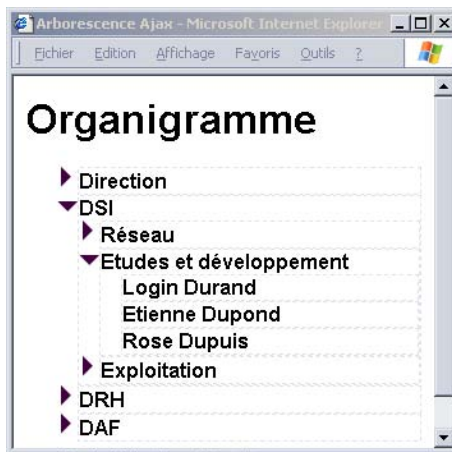 Arborescence Ajax - Microsoft Internet Explorer
Fichier Edition Affichage Favoris Outils ?
Organigramme
Direction
DSI
Réseau
Etudes et développement
Login Durand
Etienne Dupond
Rose Dupuis
Exploitation
DRH
DAF